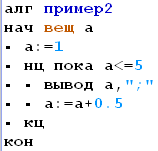 алг пример2
нач вещ a
▪ a:=1
▪ нц пока a<=5
▪ ▪ вывод a,";"
▪ ▪ a:=a+0.5
▪ кц
кон